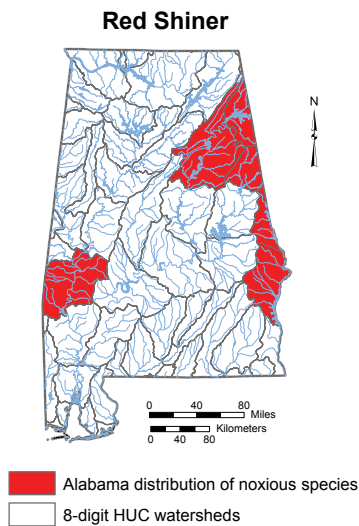 Red Shiner
N
0 40 80
Miles
Kilometers
0 40 80
Alabama distribution of noxious species
8-digit HUC watersheds